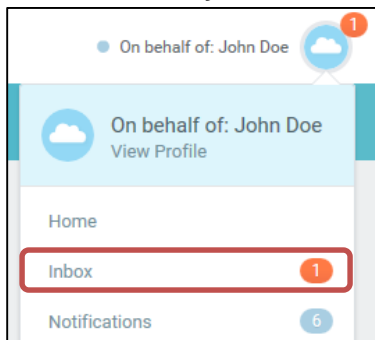 1
On behalf of: John Doe
On behalf of: John Doe
View Profile
Home
Inbox 1
Notifications 6